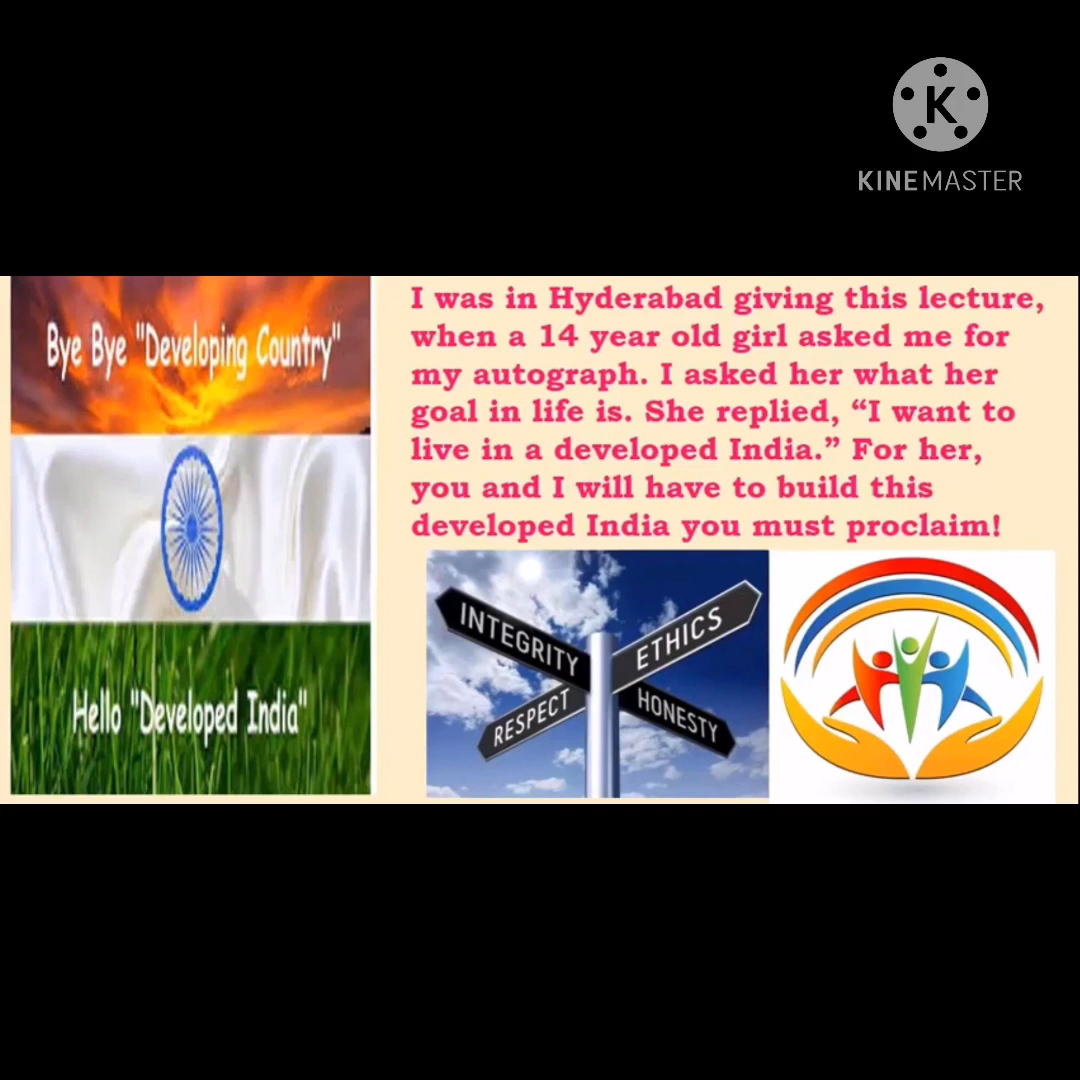 K
KINEMASTER
Bye Bye "Developing Country"
Hello "Developed India"
I was in Hyderabad giving this lecture,
when a 14 year old girl asked me for
my autograph. I asked her what her
goal in life is. She replied, “I want to
live in a developed India.” For her,
you and I will have to build this
developed India you must proclaim!
INTEGRITY
ETHICS
RESPECT
HONESTY